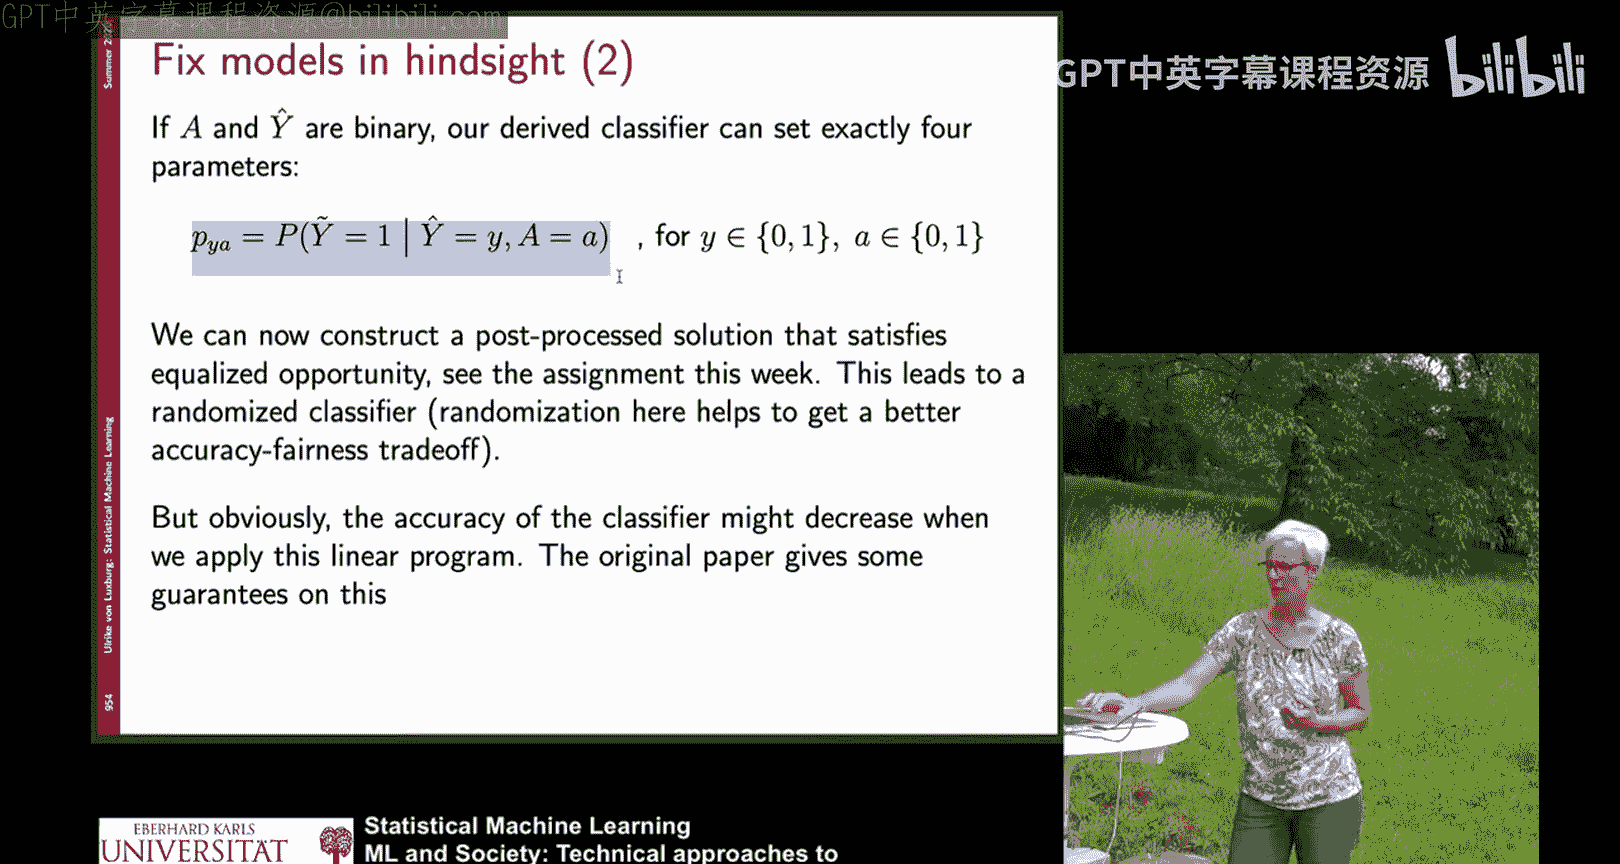 GPT中英字幕课程资源@bilibili.com
GPT中英字幕课程资源 bilibili
Fix models in hindsight (2)
If A and Ŷ are binary, our derived classifier can set exactly four
parameters:
p_{ya} = P(Ỹ = 1 | Ŷ = y, A = a) , for y ∈ {0, 1}, a ∈ {0, 1}
We can now construct a post-processed solution that satisfies
equalized opportunity, see the assignment this week. This leads to a
randomized classifier (randomization here helps to get a better
accuracy-fairness tradeoff).
But obviously, the accuracy of the classifier might decrease when
we apply this linear program. The original paper gives some
guarantees on this
Summer
Ulrike von Luxburg: Statistical Machine Learning
954
EBERHARD KARLS
UNIVERSITÄT
Statistical Machine Learning
ML and Society: Technical approaches to